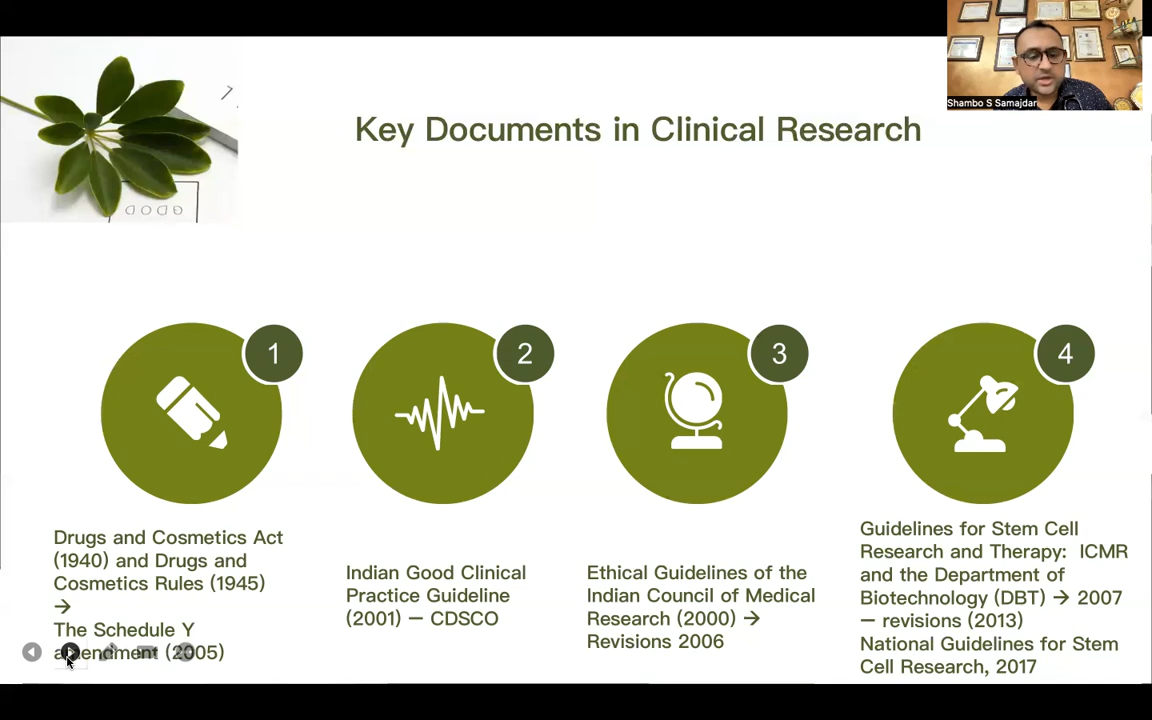 Shambo S Samajdar
Key Documents in Clinical Research
1
2
3
4
Drugs and Cosmetics Act
(1940) and Drugs and
Cosmetics Rules (1945)
→
The Schedule Y
amendment (2005)
Indian Good Clinical
Practice Guideline
(2001) – CDSCO
Ethical Guidelines of the
Indian Council of Medical
Research (2000) →
Revisions 2006
Guidelines for Stem Cell
Research and Therapy: ICMR
and the Department of
Biotechnology (DBT) → 2007
– revisions (2013)
National Guidelines for Stem
Cell Research, 2017